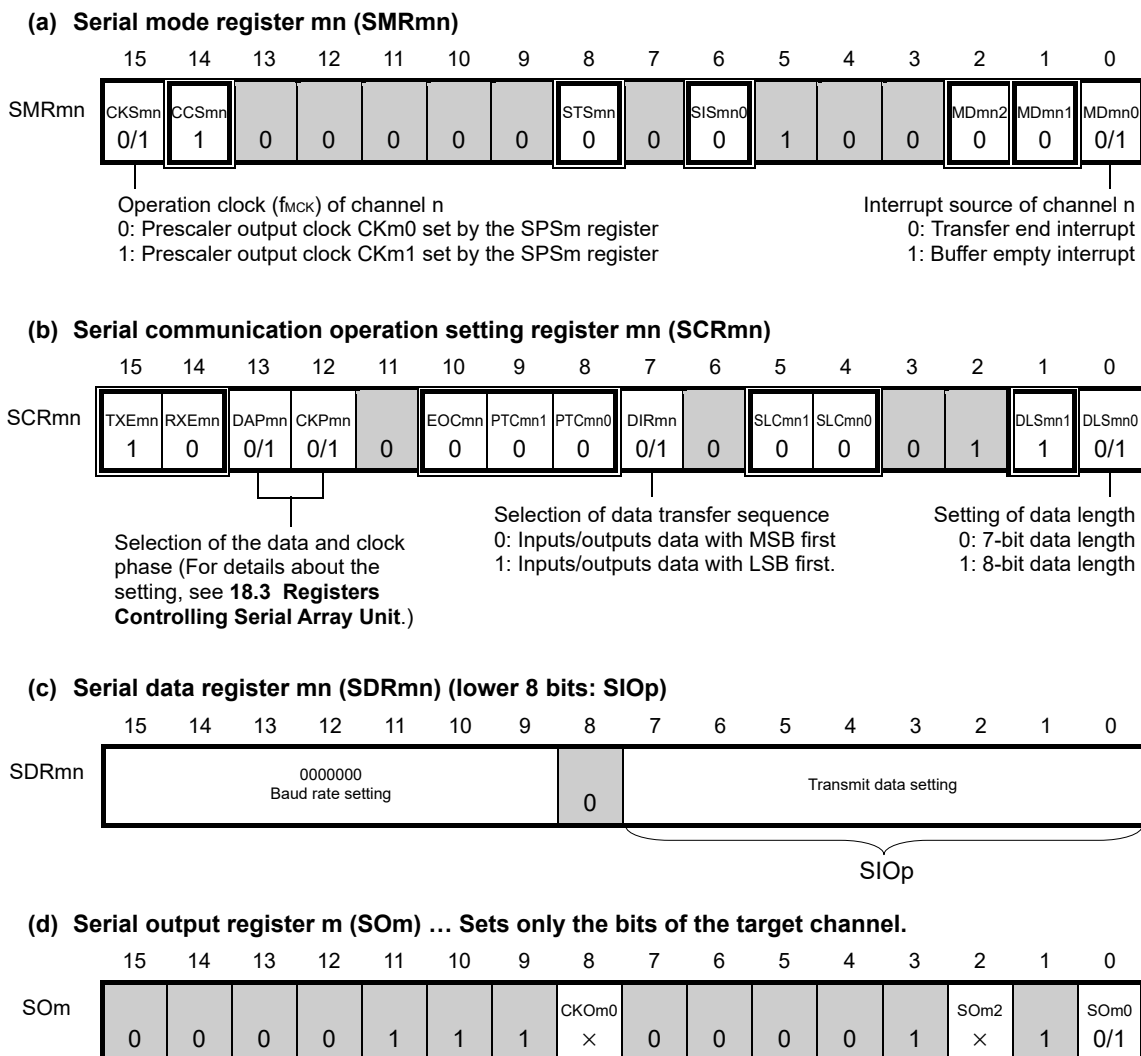 (a) Serial mode register mn (SMRmn)
15 14 13 12 11 10 9 8 7 6 5 4 3 2 1 0
SMRmn CKSmn CCSmn STSmn SISmn0 MDmn2 MDmn1 MDmn0
0/1 1 0 0 0 0 0 0 0 0 1 0 0 0 0 0/1
Operation clock (fMCK) of channel n
0: Prescaler output clock CKm0 set by the SPSm register
1: Prescaler output clock CKm1 set by the SPSm register
Interrupt source of channel n
0: Transfer end interrupt
1: Buffer empty interrupt
(b) Serial communication operation setting register mn (SCRmn)
15 14 13 12 11 10 9 8 7 6 5 4 3 2 1 0
SCRmn TXEmn RXEmn DAPmn CKPmn EOCmn PTCmn1 PTCmn0 DIRmn SLCmn1 SLCmn0 DLSmn1 DLSmn0
1 0 0/1 0/1 0 0 0 0 0/1 0 0 0 0 1 1 0/1
Selection of the data and clock
phase (For details about the
setting, see 18.3 Registers
Controlling Serial Array Unit.)
Selection of data transfer sequence
0: Inputs/outputs data with MSB first
1: Inputs/outputs data with LSB first.
Setting of data length
0: 7-bit data length
1: 8-bit data length
(c) Serial data register mn (SDRmn) (lower 8 bits: SIOp)
15 14 13 12 11 10 9 8 7 6 5 4 3 2 1 0
SDRmn 0000000
Baud rate setting
0
Transmit data setting
SIOp
(d) Serial output register m (SOm) … Sets only the bits of the target channel.
15 14 13 12 11 10 9 8 7 6 5 4 3 2 1 0
SOm CKOm0 SOm2 SOm0
0 0 0 0 1 1 1 × 0 0 0 0 1 × 1 0/1